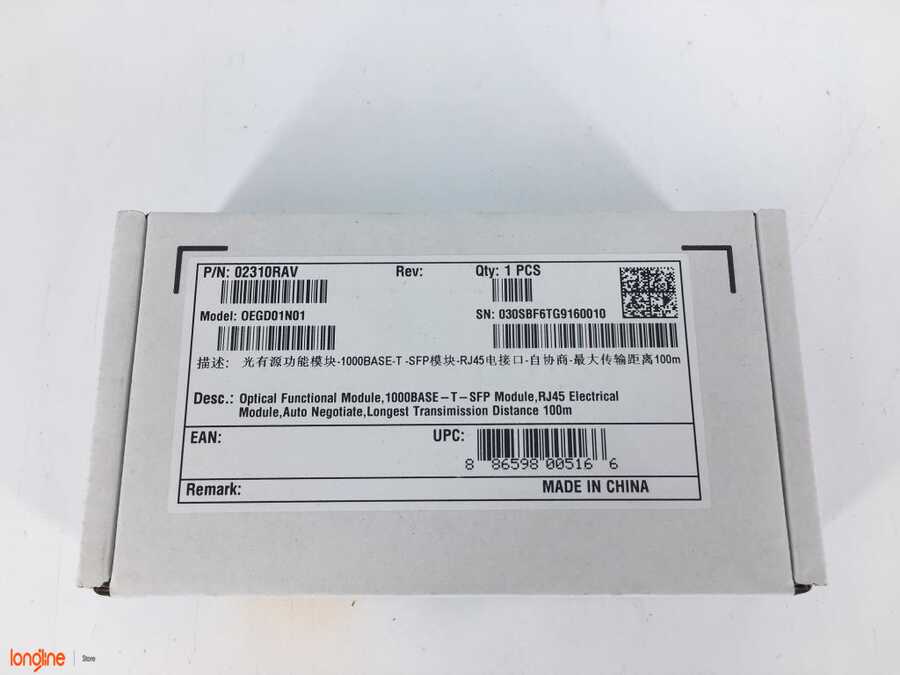 P/N: 02310RAV Rev: Qty: 1 PCS
Model: OEGD01N01 SN: 030SBF6TG9160010
描述: 光有源功能模块-1000BASE-T -SFP模块-RJ45电接口-自协商-最大传输距离100m
Desc.: Optical Functional Module,1000BASE-T-SFP Module,RJ45 Electrical
Module,Auto Negotiate,Longest Transimission Distance 100m
EAN: UPC:
8 86598 00516 6
Remark: MADE IN CHINA
longline Store